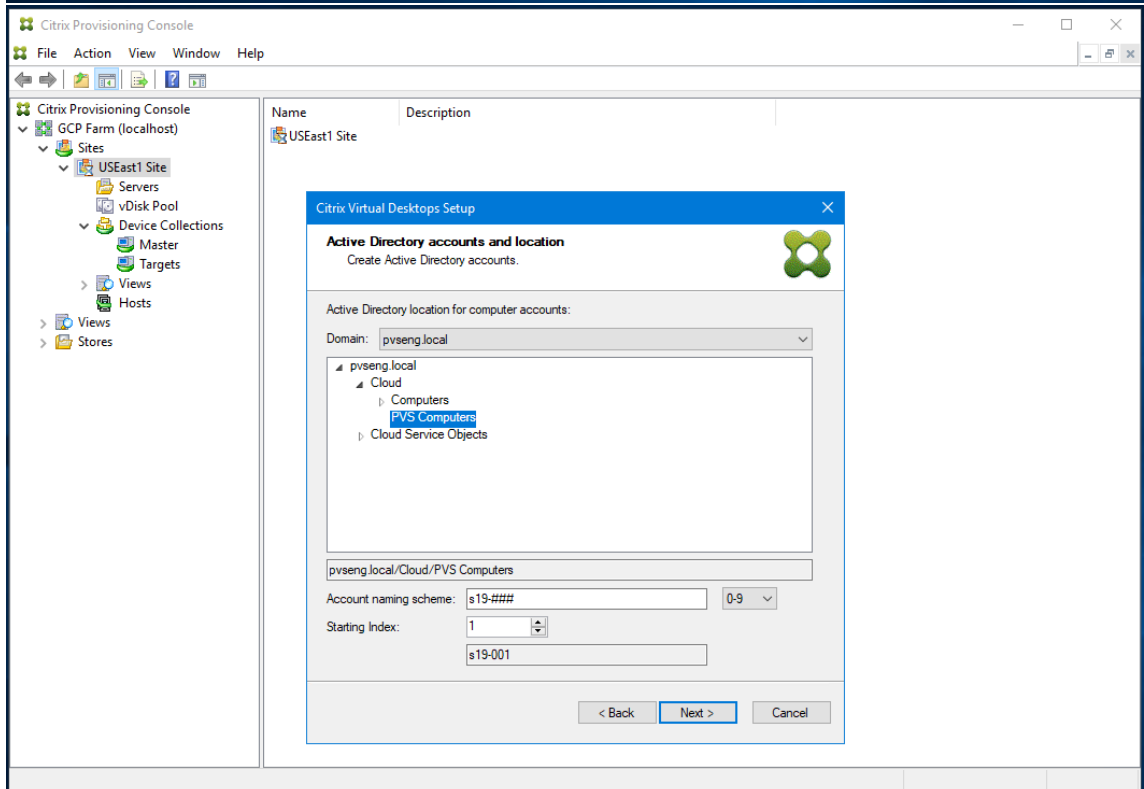 Citrix Provisioning Console
File Action View Window Help
Citrix Provisioning Console
GCP Farm (localhost)
Sites
USEast1 Site
Servers
vDisk Pool
Device Collections
Master
Targets
Views
Hosts
Views
Stores
Name Description
USEast1 Site
Citrix Virtual Desktops Setup
Active Directory accounts and location
Create Active Directory accounts.
Active Directory location for computer accounts:
Domain: pvseng.local
pvseng.local
Cloud
Computers
PVS Computers
Cloud Service Objects
pvseng.local/Cloud/PVS Computers
Account naming scheme: s19-### 0-9
Starting Index: 1
s19-001
< Back Next > Cancel